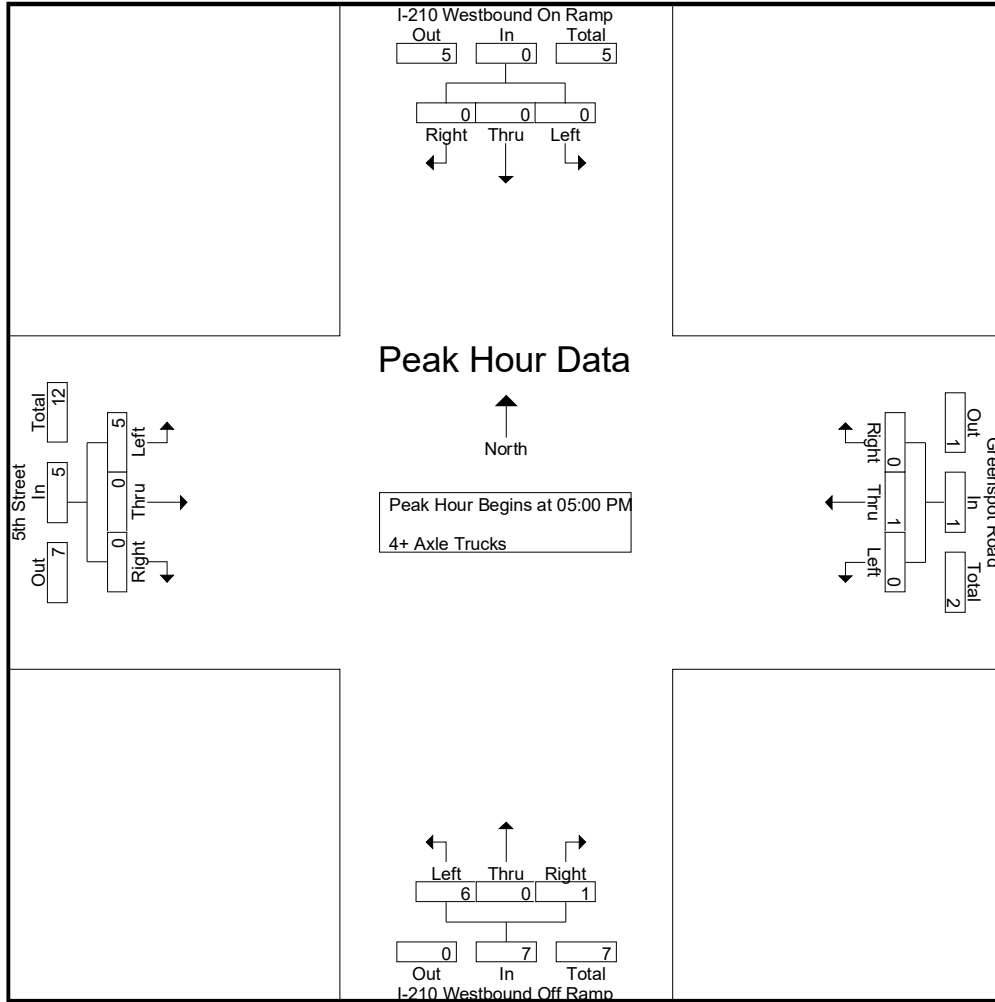 I-210 Westbound On Ramp
Out In Total
5 0 5
0 0 0
Right Thru Left
Peak Hour Data
North
Peak Hour Begins at 05:00 PM
4+ Axle Trucks
5th Street
Total In Out
12 5 7
5 0 0
Left Thru Right
Right Thru Left
0 1 0
Out In Total
1 1 2
Greenspot Road
Left Thru Right
6 0 1
0 7 7
Out In Total
I-210 Westbound Off Ramp